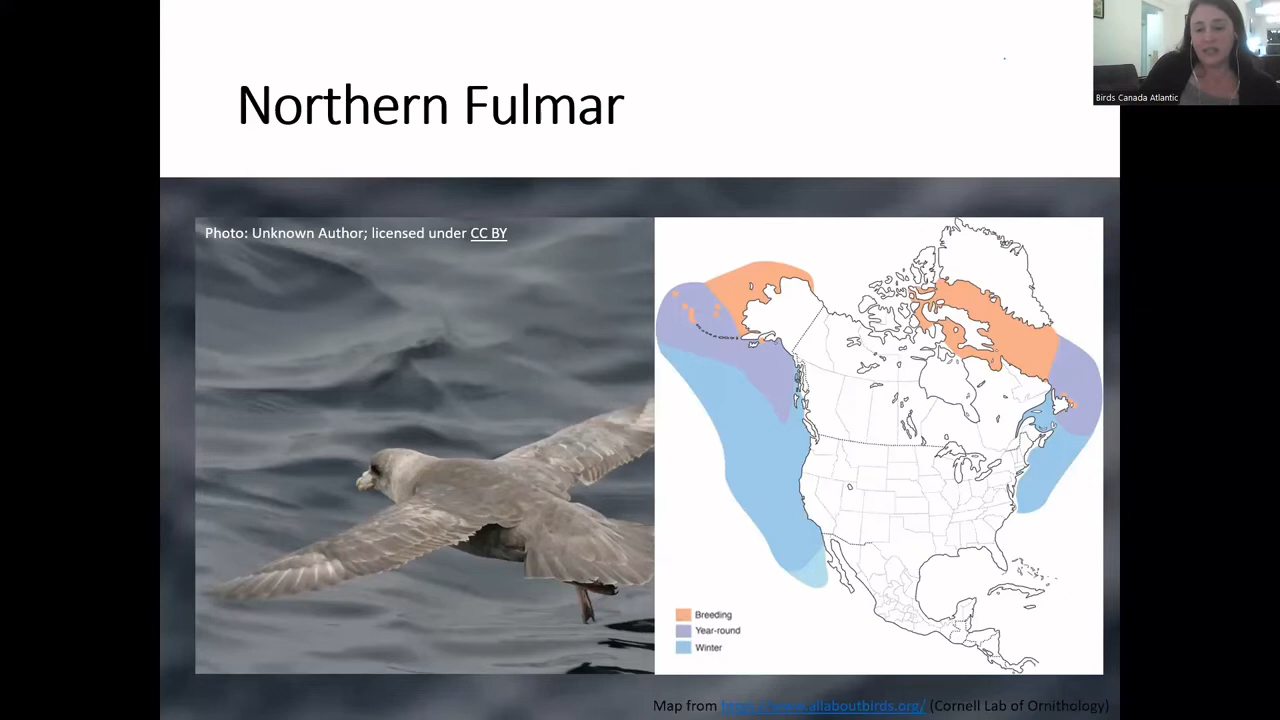 Northern Fulmar
Birds Canada Atlantic
Photo: Unknown Author; licensed under CC BY
Breeding
Year-round
Winter
Map from https://www.allaboutbirds.org/ (Cornell Lab of Ornithology)